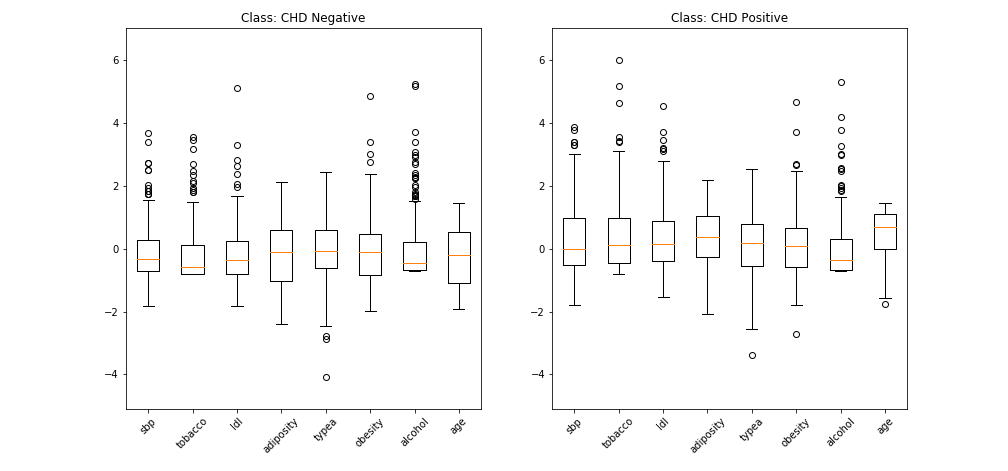 Class: CHD Negative
Class: CHD Positive
6
4
2
0
−2
−4
sbp
tobacco
ldl
adiposity
typea
obesity
alcohol
age
6
4
2
0
−2
−4
sbp
tobacco
ldl
adiposity
typea
obesity
alcohol
age